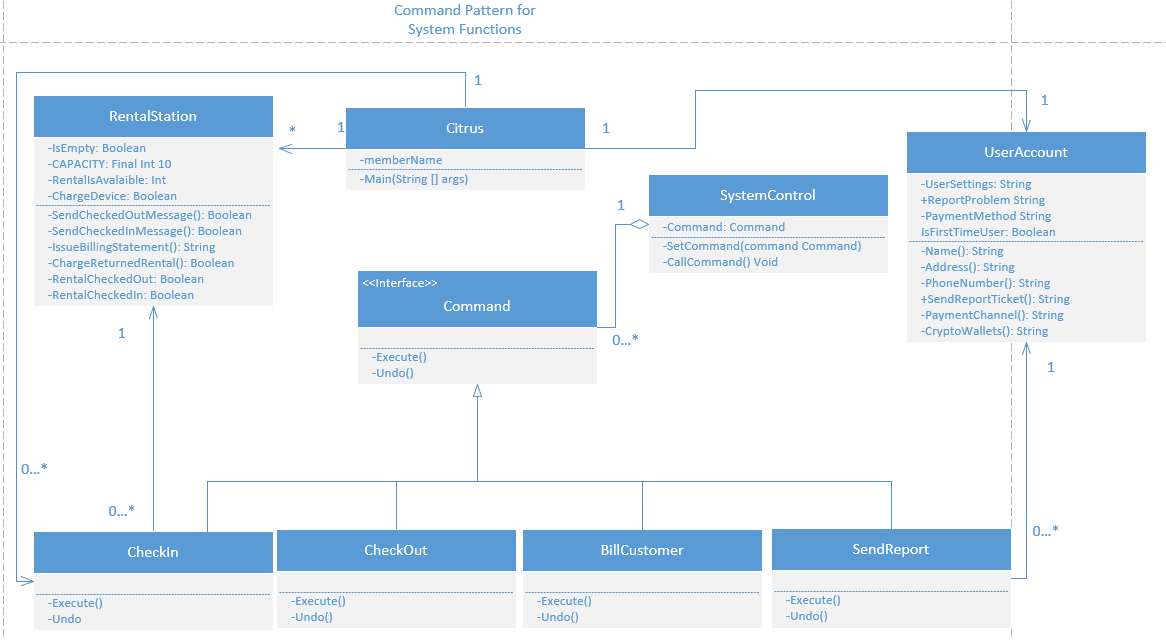 Command Pattern for
System Functions
1
RentalStation
-IsEmpty: Boolean
-CAPACITY: Final Int 10
-RentalIsAvalaible: Int
-ChargeDevice: Boolean
-SendCheckedOutMessage(): Boolean
-SendCheckedInMessage(): Boolean
-IssueBillingStatement(): String
-ChargeReturnedRental(): Boolean
-RentalCheckedOut: Boolean
-RentalCheckedIn: Boolean
*
1
Citrus
-memberName
-Main(String [] args)
1
1
UserAccount
-UserSettings: String
+ReportProblem String
-PaymentMethod String
IsFirstTimeUser: Boolean
-Name(): String
-Address(): String
-PhoneNumber(): String
+SendReportTicket(): String
-PaymentChannel(): String
-CryptoWallets(): String
SystemControl
-Command: Command
-SetCommand(command Command)
-CallCommand() Void
1
<<Interface>>
Command
-Execute()
-Undo()
0...*
1
1
0...*
0...*
0...*
CheckIn
-Execute()
-Undo
CheckOut
-Execute()
-Undo()
BillCustomer
-Execute()
-Undo()
SendReport
-Execute()
-Undo()